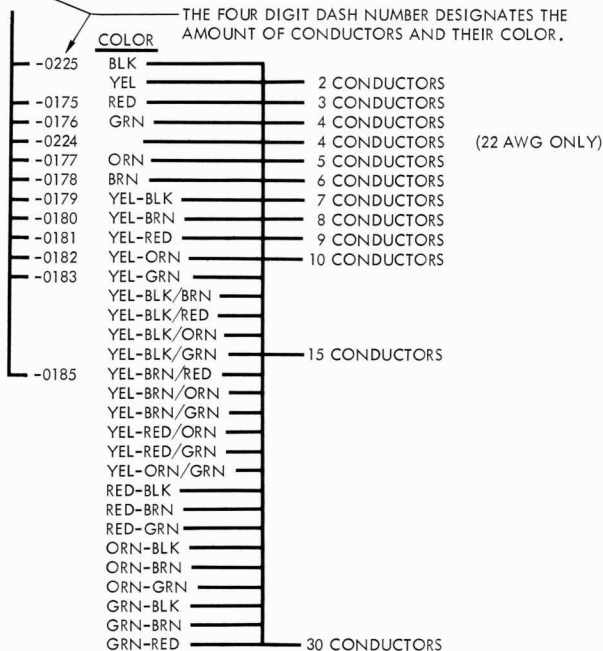 THE FOUR DIGIT DASH NUMBER DESIGNATES THE
AMOUNT OF CONDUCTORS AND THEIR COLOR.
COLOR
-0225 BLK
YEL 2 CONDUCTORS
-0175 RED 3 CONDUCTORS
-0176 GRN 4 CONDUCTORS
-0224 4 CONDUCTORS (22 AWG ONLY)
-0177 ORN 5 CONDUCTORS
-0178 BRN 6 CONDUCTORS
-0179 YEL-BLK 7 CONDUCTORS
-0180 YEL-BRN 8 CONDUCTORS
-0181 YEL-RED 9 CONDUCTORS
-0182 YEL-ORN 10 CONDUCTORS
-0183 YEL-GRN
YEL-BLK/BRN
YEL-BLK/RED
YEL-BLK/ORN
YEL-BLK/GRN 15 CONDUCTORS
-0185 YEL-BRN/RED
YEL-BRN/ORN
YEL-BRN/GRN
YEL-RED/ORN
YEL-RED/GRN
YEL-ORN/GRN
RED-BLK
RED-BRN
RED-GRN
ORN-BLK
ORN-BRN
ORN-GRN
GRN-BLK
GRN-BRN
GRN-RED 30 CONDUCTORS